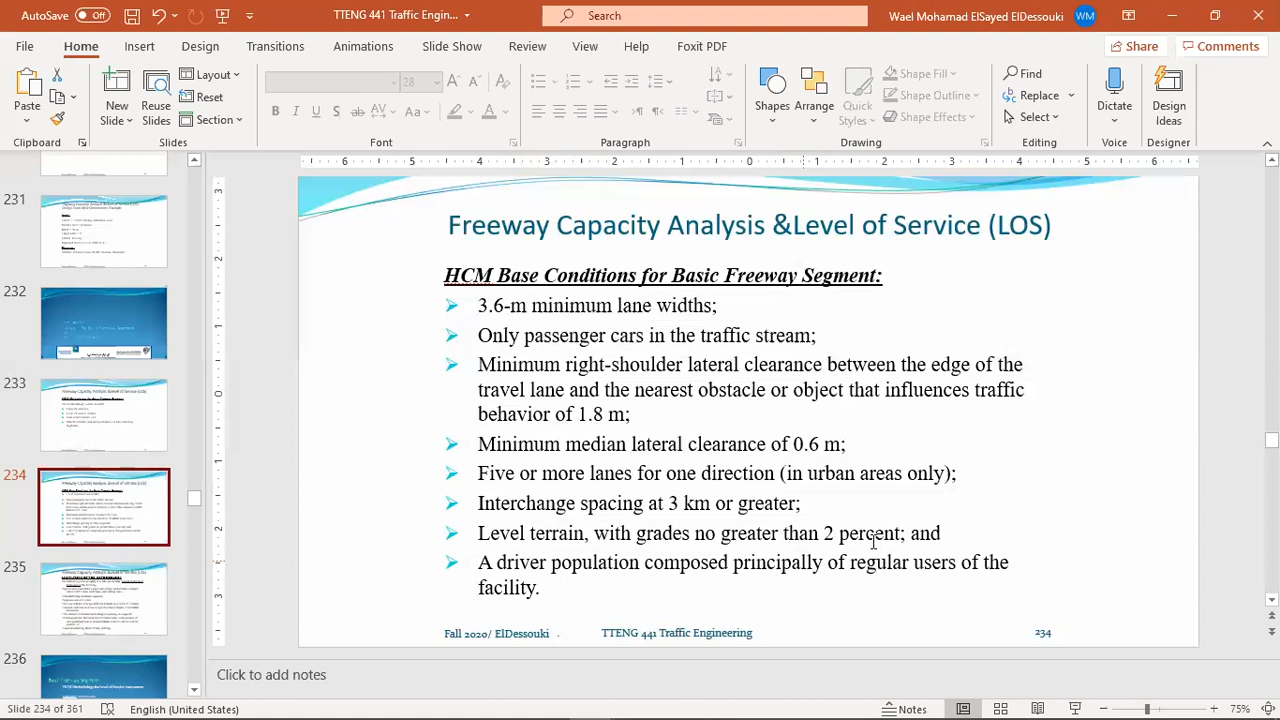 AutoSave Off
TTENG 441 Traffic Engin...
Search
Wael Mohamad ElSayed ElDessouki WM
File Home Insert Design Transitions Animations Slide Show Review View Help Foxit PDF Share Comments
Paste
New Slide
Reuse Slides
Layout
Reset
Section
28
Shapes
Arrange
Quick Styles
Shape Fill
Shape Outline
Shape Effects
Find
Replace
Select
Dictate
Design Ideas
Clipboard Slides Font Paragraph Drawing Editing Voice Designer
231
232
233
234
235
236
Freeway Capacity Analysis &Level of Service (LOS)
HCM Base Conditions for Basic Freeway Segment:
3.6-m minimum lane widths;
Only passenger cars in the traffic stream;
Minimum right-shoulder lateral clearance between the edge of the
travel lane and the nearest obstacle or object that influences traffic
behavior of 1.8 m;
Minimum median lateral clearance of 0.6 m;
Five or more lanes for one direction (in urban areas only);
Interchange spacing at 3 km or greater;
Level terrain, with grades no greater than 2 percent; and
A driver population composed principally of regular users of the
facility.
Fall 2020/ ElDessouki . TTENG 441 Traffic Engineering 234
Click to add notes
Slide 234 of 361 English (United States) Notes 75%